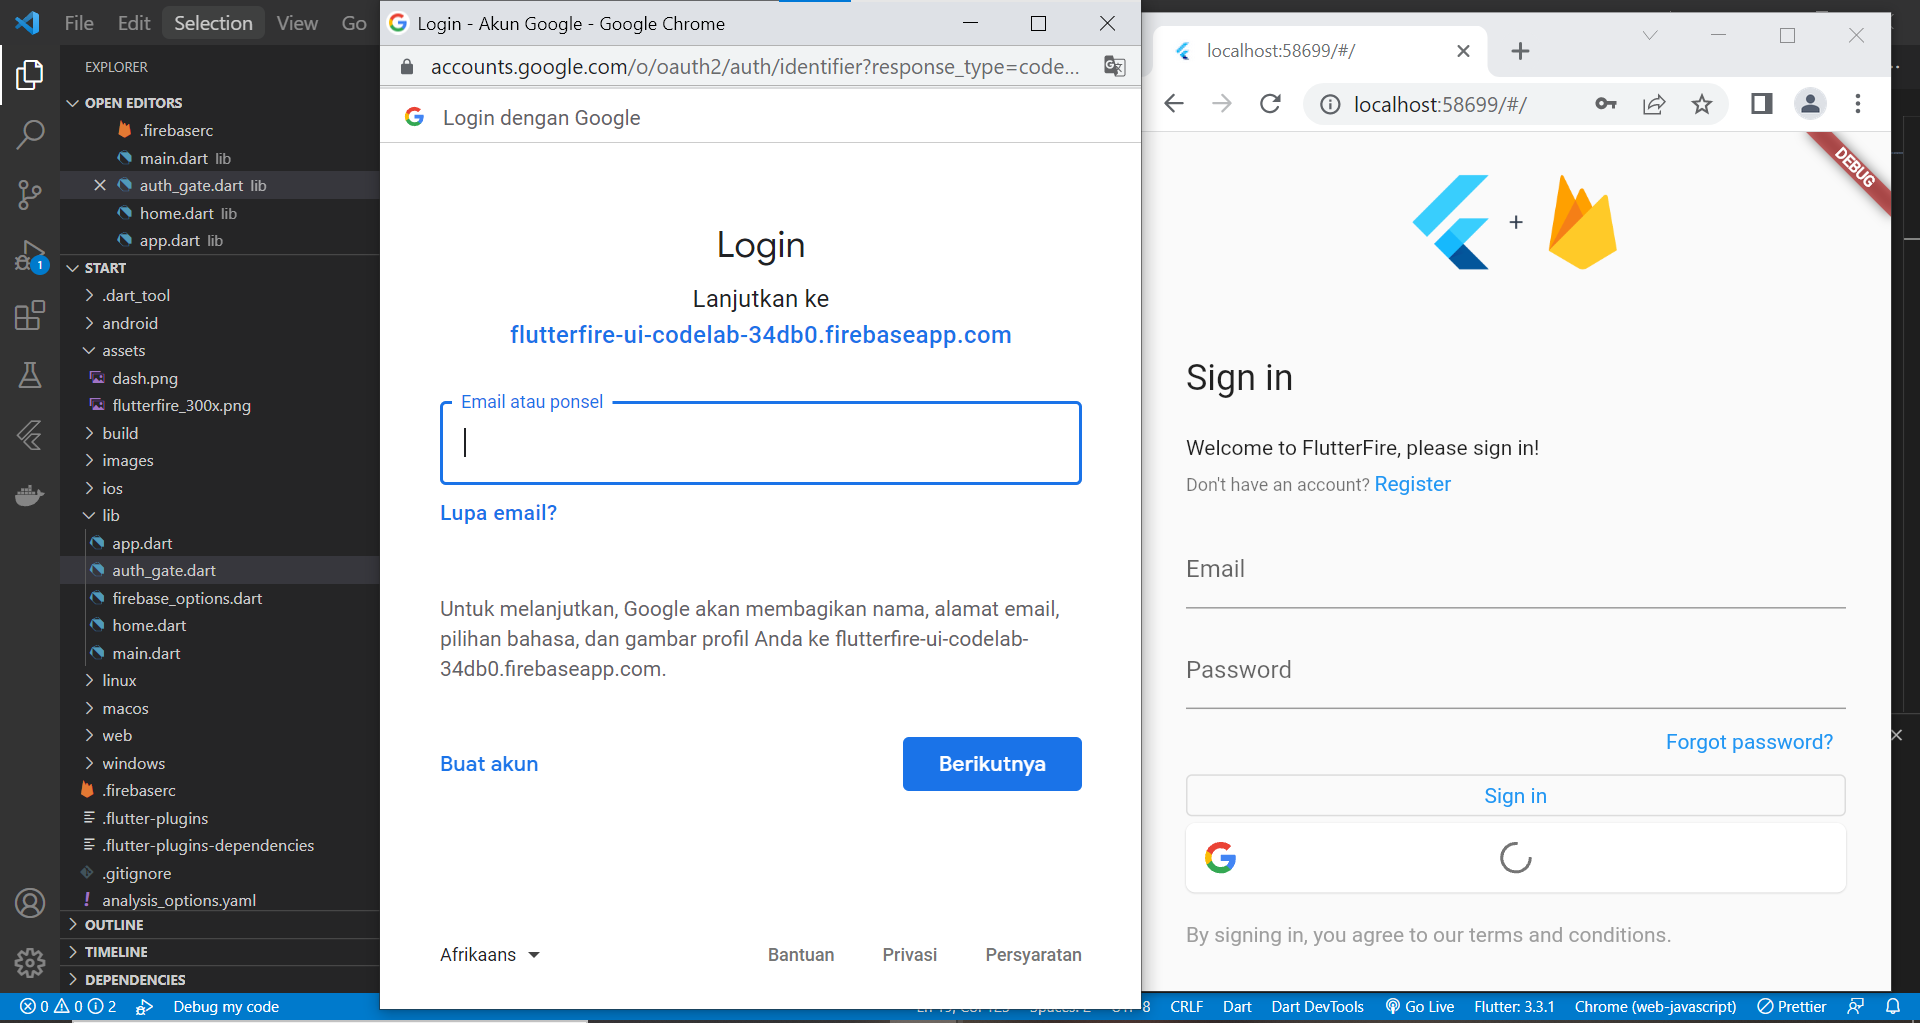 File Edit Selection View Go
EXPLORER
OPEN EDITORS
.firebaserc
main.dart lib
auth_gate.dart lib
home.dart lib
app.dart lib
1
START
.dart_tool
android
assets
dash.png
flutterfire_300x.png
build
images
ios
lib
app.dart
auth_gate.dart
firebase_options.dart
home.dart
main.dart
linux
macos
web
windows
.firebaserc
.flutter-plugins
.flutter-plugins-dependencies
.gitignore
analysis_options.yaml
OUTLINE
TIMELINE
DEPENDENCIES
Login - Akun Google - Google Chrome
accounts.google.com/o/oauth2/auth/identifier?response_type=code...
Login dengan Google
Login
Lanjutkan ke
flutterfire-ui-codelab-34db0.firebaseapp.com
Email atau ponsel
Lupa email?
Untuk melanjutkan, Google akan membagikan nama, alamat email,
pilihan bahasa, dan gambar profil Anda ke flutterfire-ui-codelab-
34db0.firebaseapp.com.
Buat akun
Berikutnya
Afrikaans
Bantuan
Privasi
Persyaratan
localhost:58699/#/
localhost:58699/#/
DEBUG
+
Sign in
Welcome to FlutterFire, please sign in!
Don't have an account? Register
Email
Password
Forgot password?
Sign in
By signing in, you agree to our terms and conditions.
0 0 2 Debug my code
CRLF Dart Dart DevTools Go Live Flutter: 3.3.1 Chrome (web-javascript) Prettier